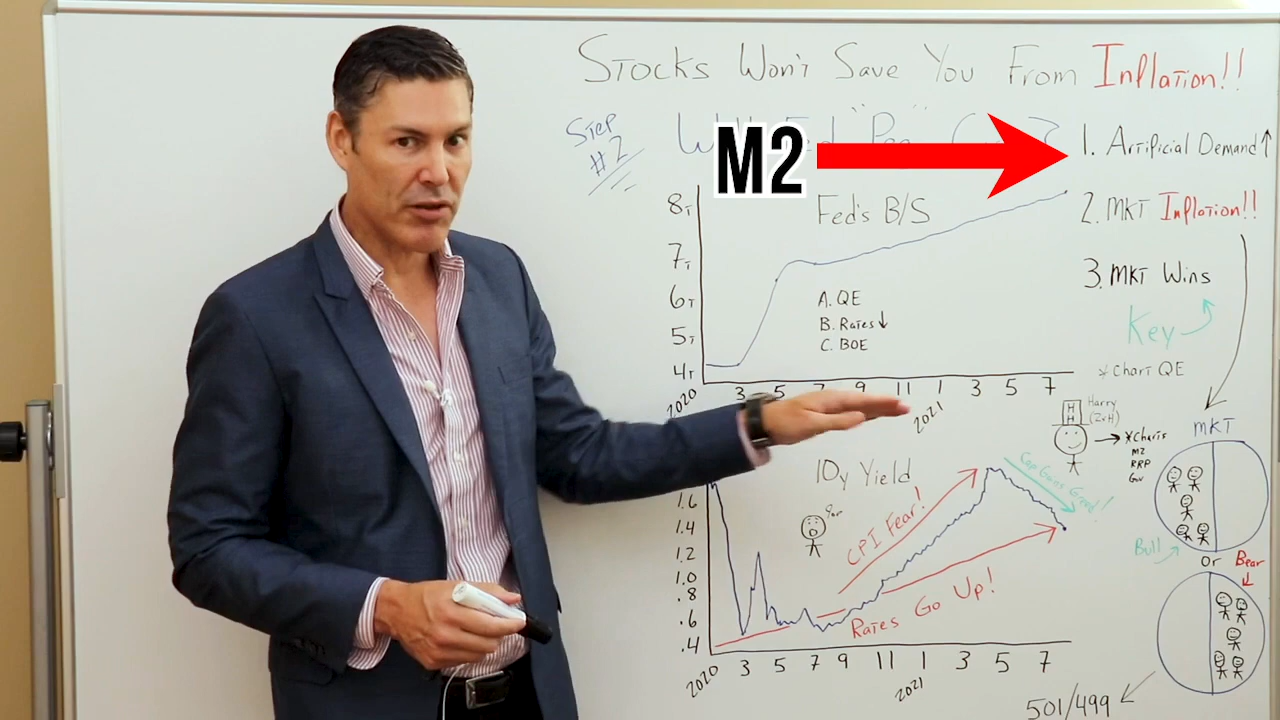 Stocks Won't Save You From Inflation!!
Step
#2
M2
1. Artificial Demand↑
2. MKT Inflation!!
3. MKT Wins
Key
*Chart QE
Fed's B/S
8T
7T
6T
5T
4T
A. QE
B. Rates↓
C. BOE
2020 3 5 7 9 11 1 3 5 7
2021
Harry
(ZrH)
H
H
*Charts
M2
RRP
Gov
MKT
10y Yield
1.6
1.4
1.2
1.0
.8
.6
.4
CPI Fear!
Rates Go Up!
Bull
Or
Bear
2020 3 5 7 9 11 1 3 5 7
2021
501/499